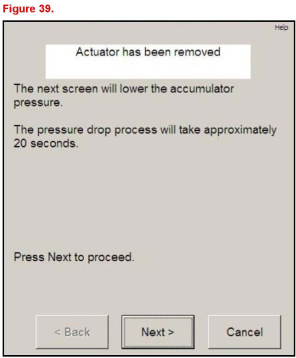 Figure 39.
Help
Actuator has been removed
The next screen will lower the accumulator
pressure.
The pressure drop process will take approximately
20 seconds.
Press Next to proceed.
< Back
Next >
Cancel